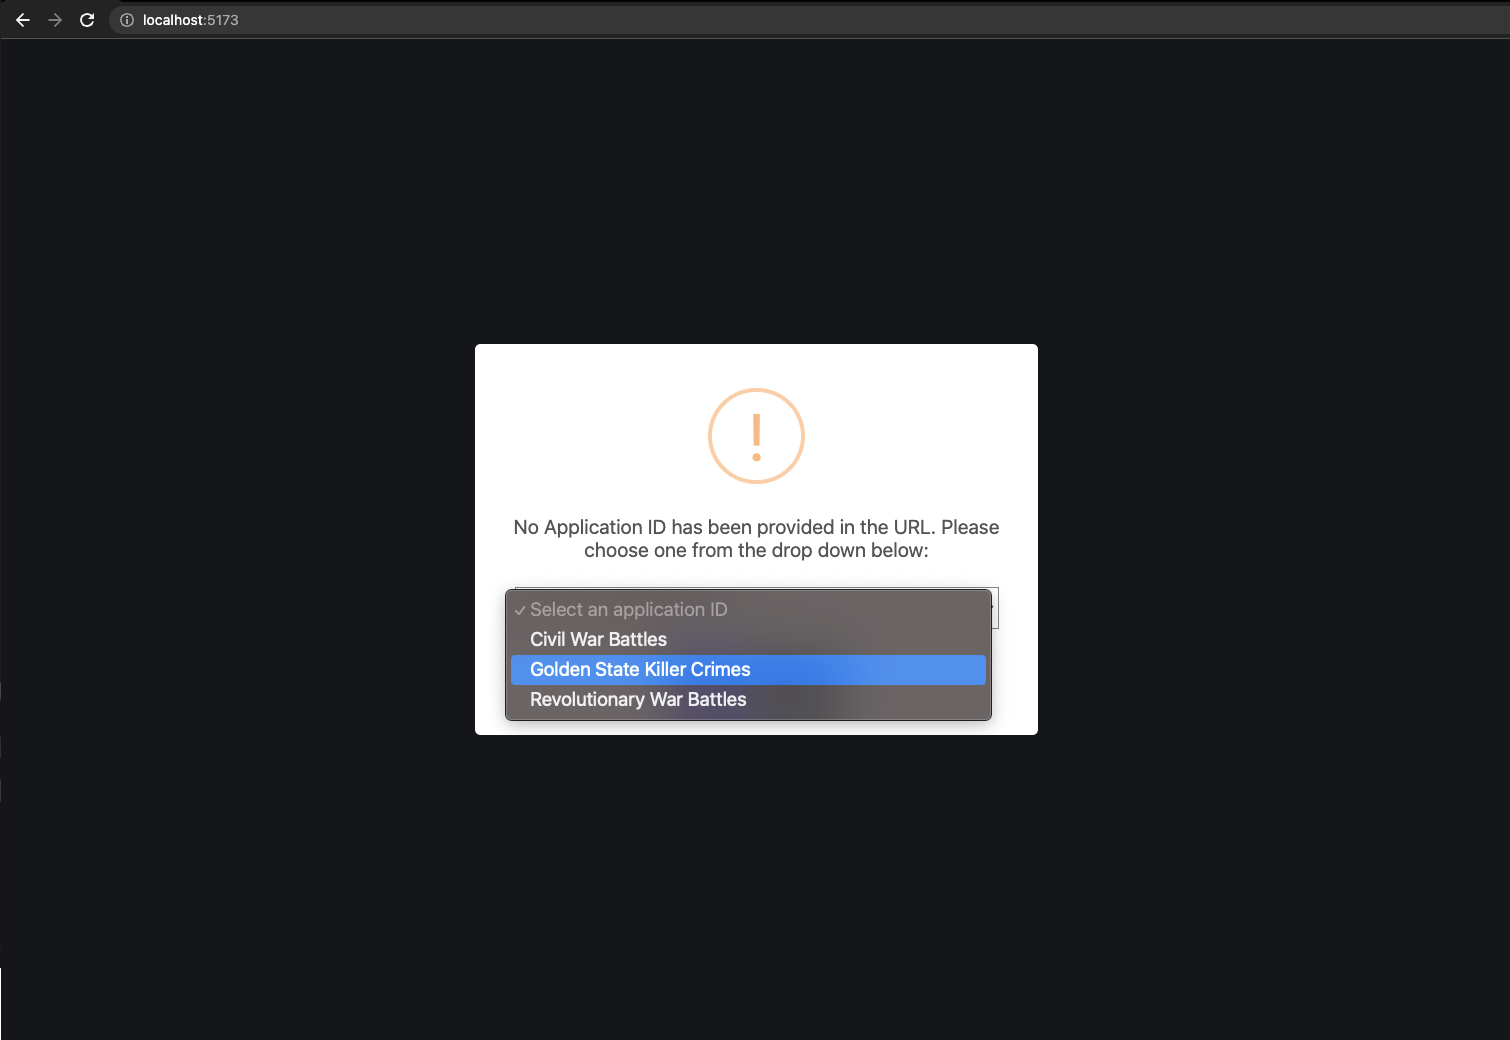 localhost:5173
No Application ID has been provided in the URL. Please
choose one from the drop down below:
Select an application ID
Civil War Battles
Golden State Killer Crimes
Revolutionary War Battles